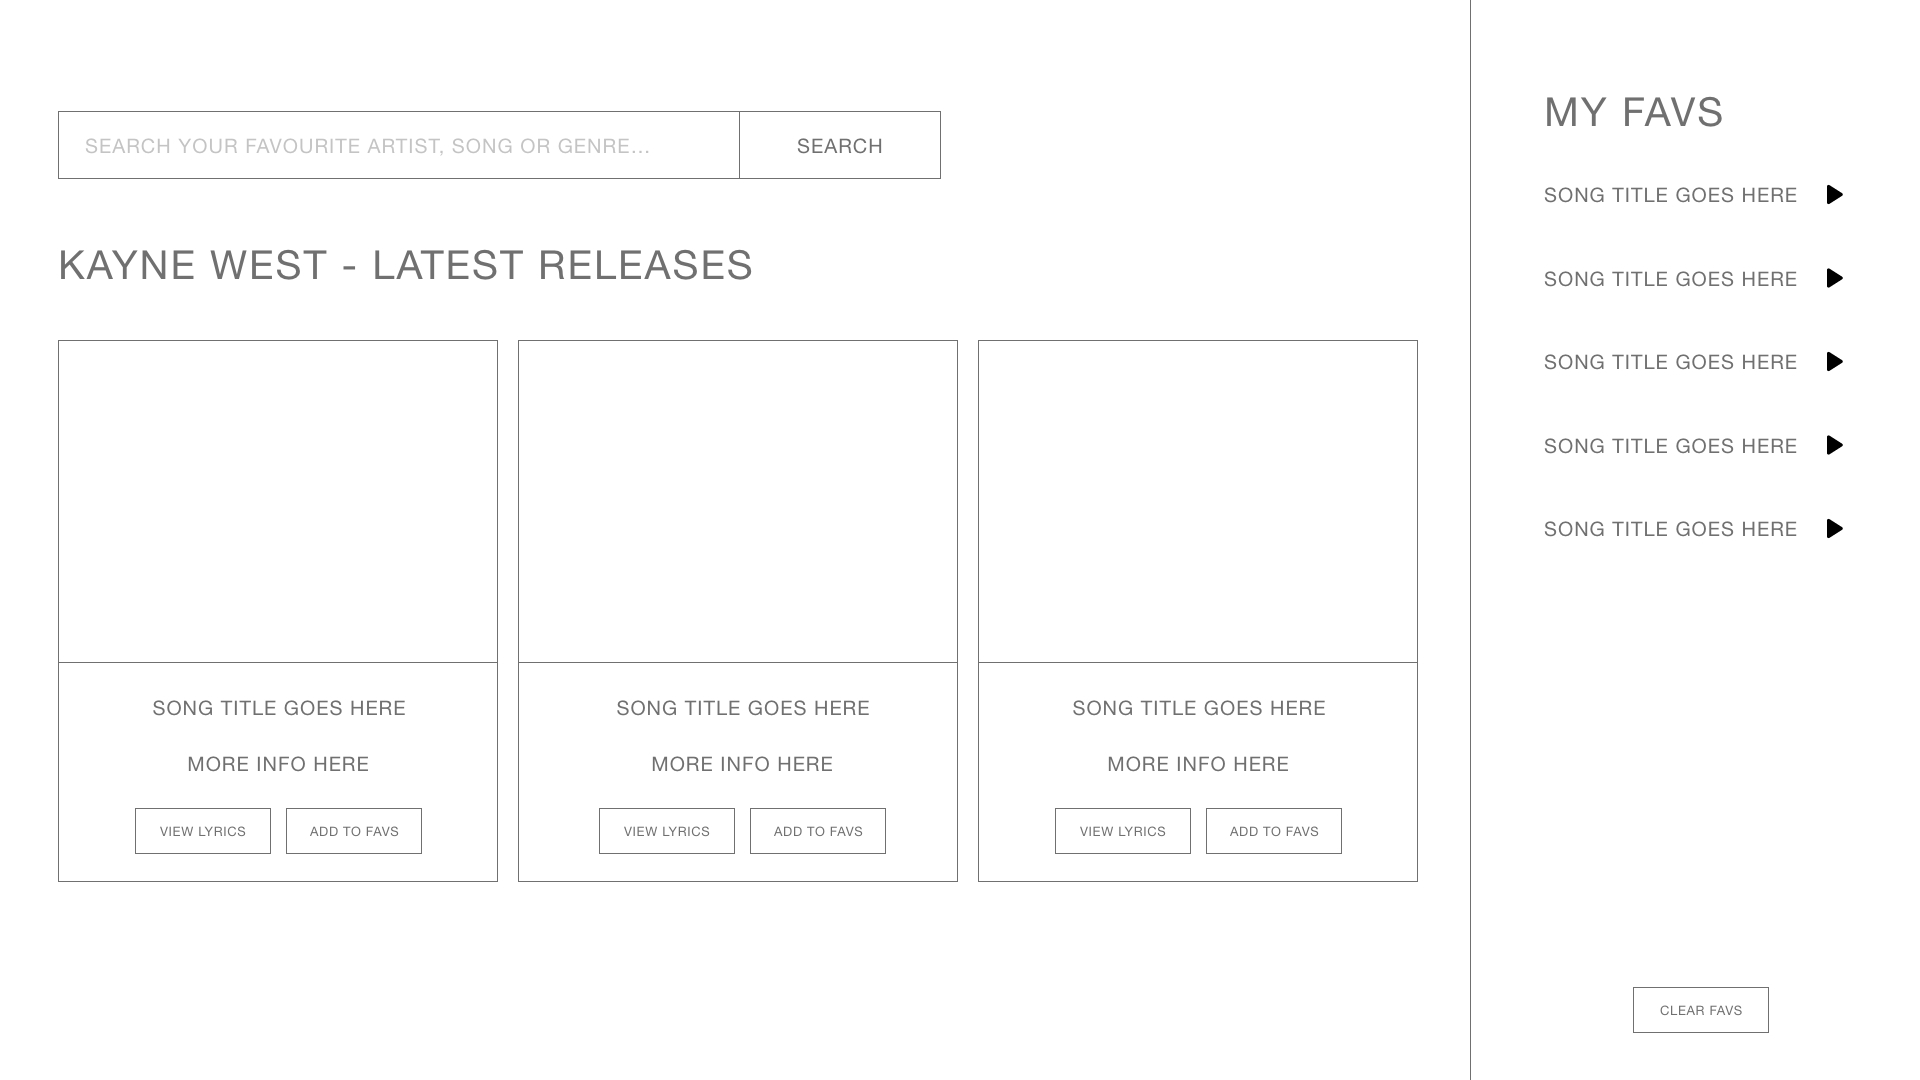 SEARCH YOUR FAVOURITE ARTIST, SONG OR GENRE...
SEARCH
KAYNE WEST - LATEST RELEASES
SONG TITLE GOES HERE
MORE INFO HERE
VIEW LYRICS
ADD TO FAVS
SONG TITLE GOES HERE
MORE INFO HERE
VIEW LYRICS
ADD TO FAVS
SONG TITLE GOES HERE
MORE INFO HERE
VIEW LYRICS
ADD TO FAVS
MY FAVS
SONG TITLE GOES HERE
SONG TITLE GOES HERE
SONG TITLE GOES HERE
SONG TITLE GOES HERE
SONG TITLE GOES HERE
CLEAR FAVS